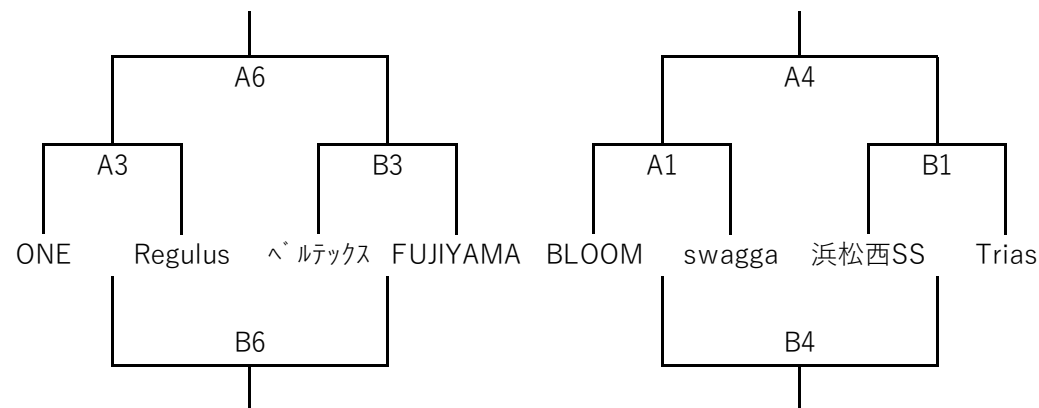 A6 A4
A3 B3 A1 B1
ONE Regulus ﾍﾞﾙﾃｯｸｽ FUJIYAMA BLOOM swagga 浜松西SS Trias
B6 B4